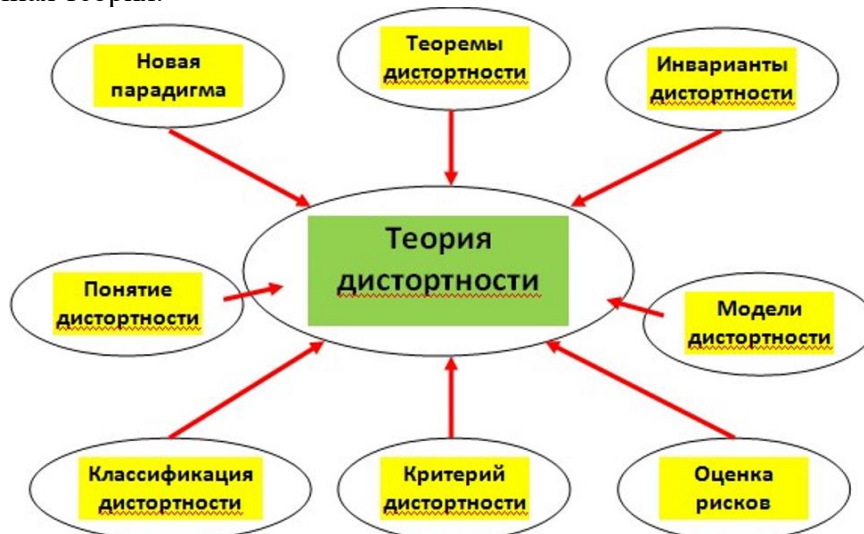 Новая
парадигма
Теоремы
дистортности
Инварианты
дистортности
Теория
дистортности
Понятие
дистортности
Модели
дистортности
Классификация
дистортности
Критерий
дистортности
Оценка
рисков